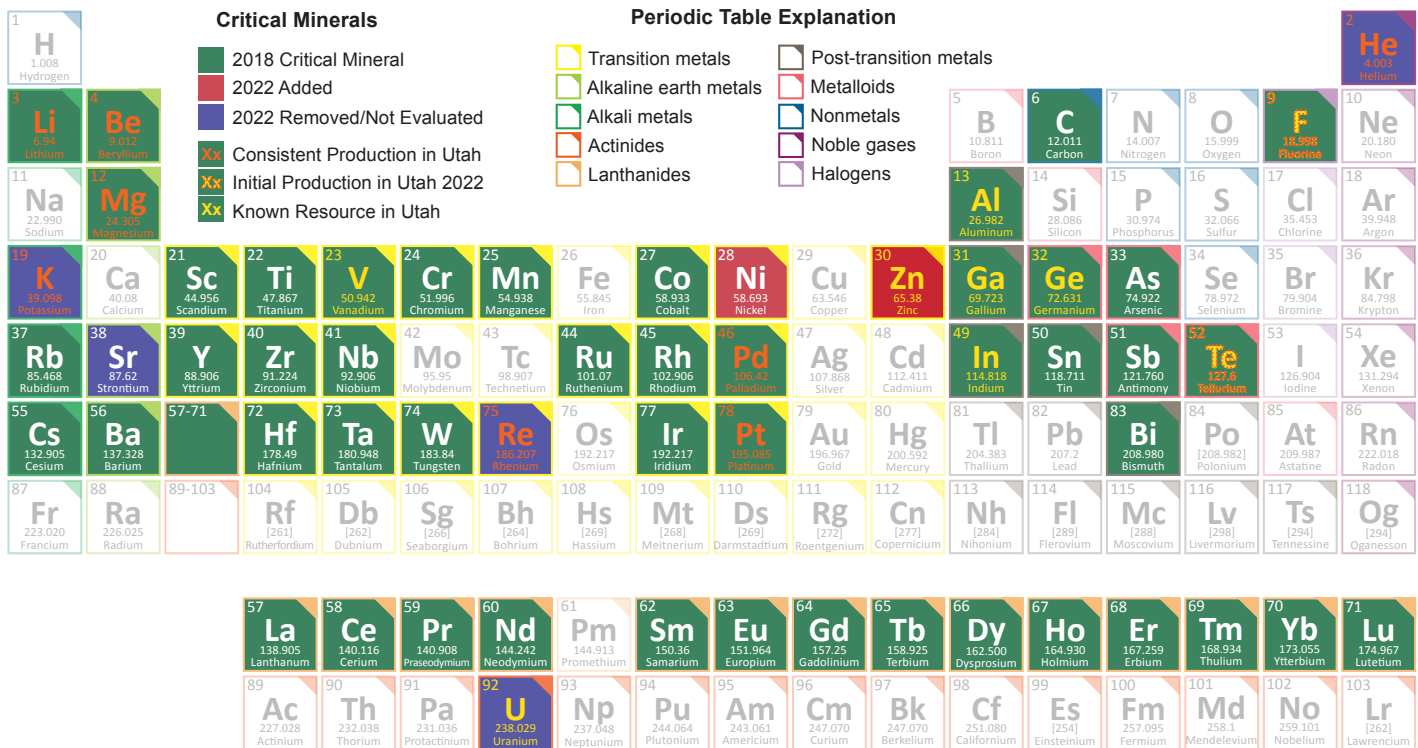 Critical Minerals
2018 Critical Mineral
2022 Added
2022 Removed/Not Evaluated
Xx Consistent Production in Utah
Xx Initial Production in Utah 2022
Xx Known Resource in Utah
Periodic Table Explanation
Transition metals
Alkaline earth metals
Alkali metals
Actinides
Lanthanides
Post-transition metals
Metalloids
Nonmetals
Noble gases
Halogens
1 2
H He
1.008 4.003
Hydrogen Helium
3 4 5 6 7 8 9 10
Li Be B C N O F Ne
6.94 9.012 10.811 12.011 14.007 15.999 18.998 20.180
Lithium Beryllium Boron Carbon Nitrogen Oxygen Fluorine Neon
11 12 13 14 15 16 17 18
Na Mg Al Si P S Cl Ar
22.990 24.305 26.982 28.086 30.974 32.066 35.453 39.948
Sodium Magnesium Aluminum Silicon Phosphorus Sulfur Chlorine Argon
19 20 21 22 23 24 25 26 27 28 29 30 31 32 33 34 35 36
K Ca Sc Ti V Cr Mn Fe Co Ni Cu Zn Ga Ge As Se Br Kr
39.098 40.08 44.956 47.867 50.942 51.996 54.938 55.845 58.933 58.693 63.546 65.38 69.723 72.631 74.922 78.972 79.904 84.798
Potassium Calcium Scandium Titanium Vanadium Chromium Manganese Iron Cobalt Nickel Copper Zinc Gallium Germanium Arsenic Selenium Bromine Krypton
37 38 39 40 41 42 43 44 45 46 47 48 49 50 51 52 53 54
Rb Sr Y Zr Nb Mo Tc Ru Rh Pd Ag Cd In Sn Sb Te I Xe
85.468 87.62 88.906 91.224 92.906 95.95 98.907 101.07 102.906 106.42 107.868 112.411 114.818 118.711 121.760 127.6 126.904 131.294
Rubidium Strontium Yttrium Zirconium Niobium Molybdenum Technetium Ruthenium Rhodium Palladium Silver Cadmium Indium Tin Antimony Tellurium Iodine Xenon
55 56 57-71 72 73 74 75 76 77 78 79 80 81 82 83 84 85 86
Cs Ba Hf Ta W Re Os Ir Pt Au Hg Tl Pb Bi Po At Rn
132.905 137.328 178.49 180.948 183.84 186.207 192.217 192.217 195.085 196.967 200.592 204.383 207.2 208.980 [208.982] 209.987 222.018
Cesium Barium Hafnium Tantalum Tungsten Rhenium Osmium Iridium Platinum Gold Mercury Thallium Lead Bismuth Polonium Astatine Radon
87 88 89-103 104 105 106 107 108 109 110 111 112 113 114 115 116 117 118
Fr Ra Rf Db Sg Bh Hs Mt Ds Rg Cn Nh Fl Mc Lv Ts Og
223.020 226.025 [261] [262] [266] [264] [269] [268] [269] [272] [277] [284] [289] [288] [298] [294] [294]
Francium Radium Rutherfordium Dubnium Seaborgium Bohrium Hassium Meitnerium Darmstadtium Roentgenium Copernicium Nihonium Flerovium Moscovium Livermorium Tennessine Oganesson
57 58 59 60 61 62 63 64 65 66 67 68 69 70 71
La Ce Pr Nd Pm Sm Eu Gd Tb Dy Ho Er Tm Yb Lu
138.905 140.116 140.908 144.242 144.913 150.36 151.964 157.25 158.925 162.500 164.930 167.259 168.934 173.055 174.967
Lanthanum Cerium Praseodymium Neodymium Promethium Samarium Europium Gadolinium Terbium Dysprosium Holmium Erbium Thulium Ytterbium Lutetium
89 90 91 92 93 94 95 96 97 98 99 100 101 102 103
Ac Th Pa U Np Pu Am Cm Bk Cf Es Fm Md No Lr
227.028 232.038 231.036 238.029 237.048 244.064 243.061 247.070 247.070 251.080 [254] 257.095 258.1 259.101 [262]
Actinium Thorium Protactinium Uranium Neptunium Plutonium Americium Curium Berkelium Californium Einsteinium Fermium Mendelevium Nobelium Lawrencium